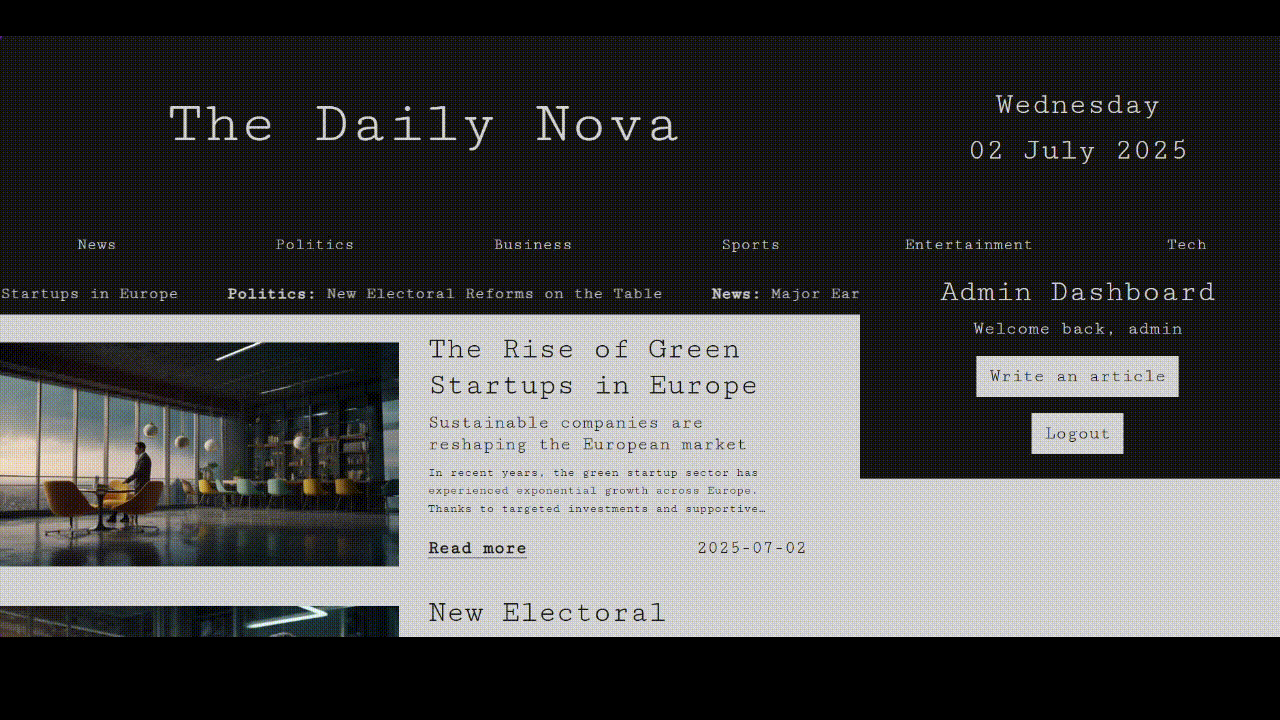 The Daily Nova
Wednesday
02 July 2025
News Politics Business Sports Entertainment Tech
Startups in Europe Politics: New Electoral Reforms on the Table News: Major Ear
Admin Dashboard
Welcome back, admin
Write an article
Logout
The Rise of Green
Startups in Europe
Sustainable companies are
reshaping the European market
In recent years, the green startup sector has
experienced exponential growth across Europe.
Thanks to targeted investments and supportive…
Read more 2025-07-02
New Electoral